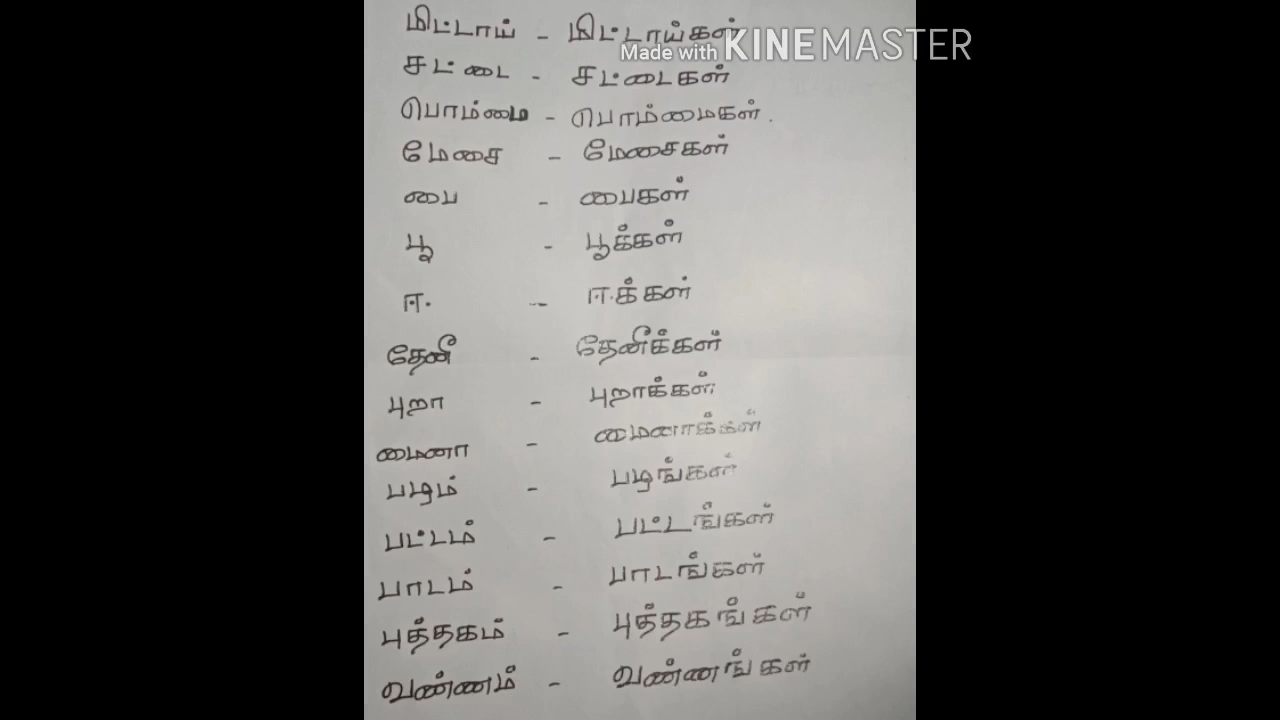 மிட்டாய் - மிட்டாய்கள்
Made with KINEMASTER
சட்டை - சட்டைகள்
பொம்மை - பொம்மைகள்.
மேசை - மேசைகள்
பை - பைகள்
பூ - பூக்கள்
ஈ - ஈக்கள்
தேனீ - தேனீக்கள்
புறா - புறாக்கள்
மைனா - மைனாக்கள்
பழம் - பழங்கள்
பட்டம் - பட்டங்கள்
பாடம் - பாடங்கள்
புத்தகம் - புத்தகங்கள்
வண்ணம் - வண்ணங்கள்